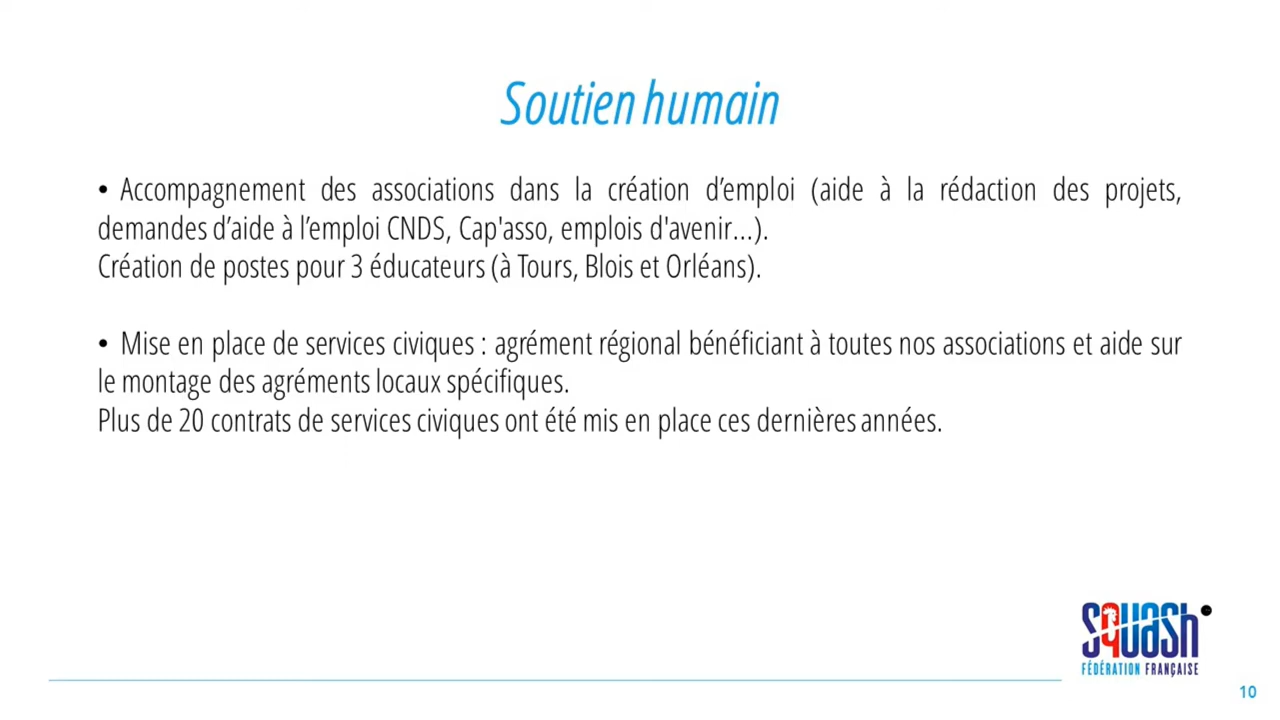 Soutien humain
• Accompagnement des associations dans la création d’emploi (aide à la rédaction des projets,
demandes d’aide à l’emploi CNDS, Cap'asso, emplois d'avenir...).
Création de postes pour 3 éducateurs (à Tours, Blois et Orléans).
• Mise en place de services civiques : agrément régional bénéficiant à toutes nos associations et aide sur
le montage des agréments locaux spécifiques.
Plus de 20 contrats de services civiques ont été mis en place ces dernières années.
SQUASH
FÉDÉRATION FRANÇAISE
10